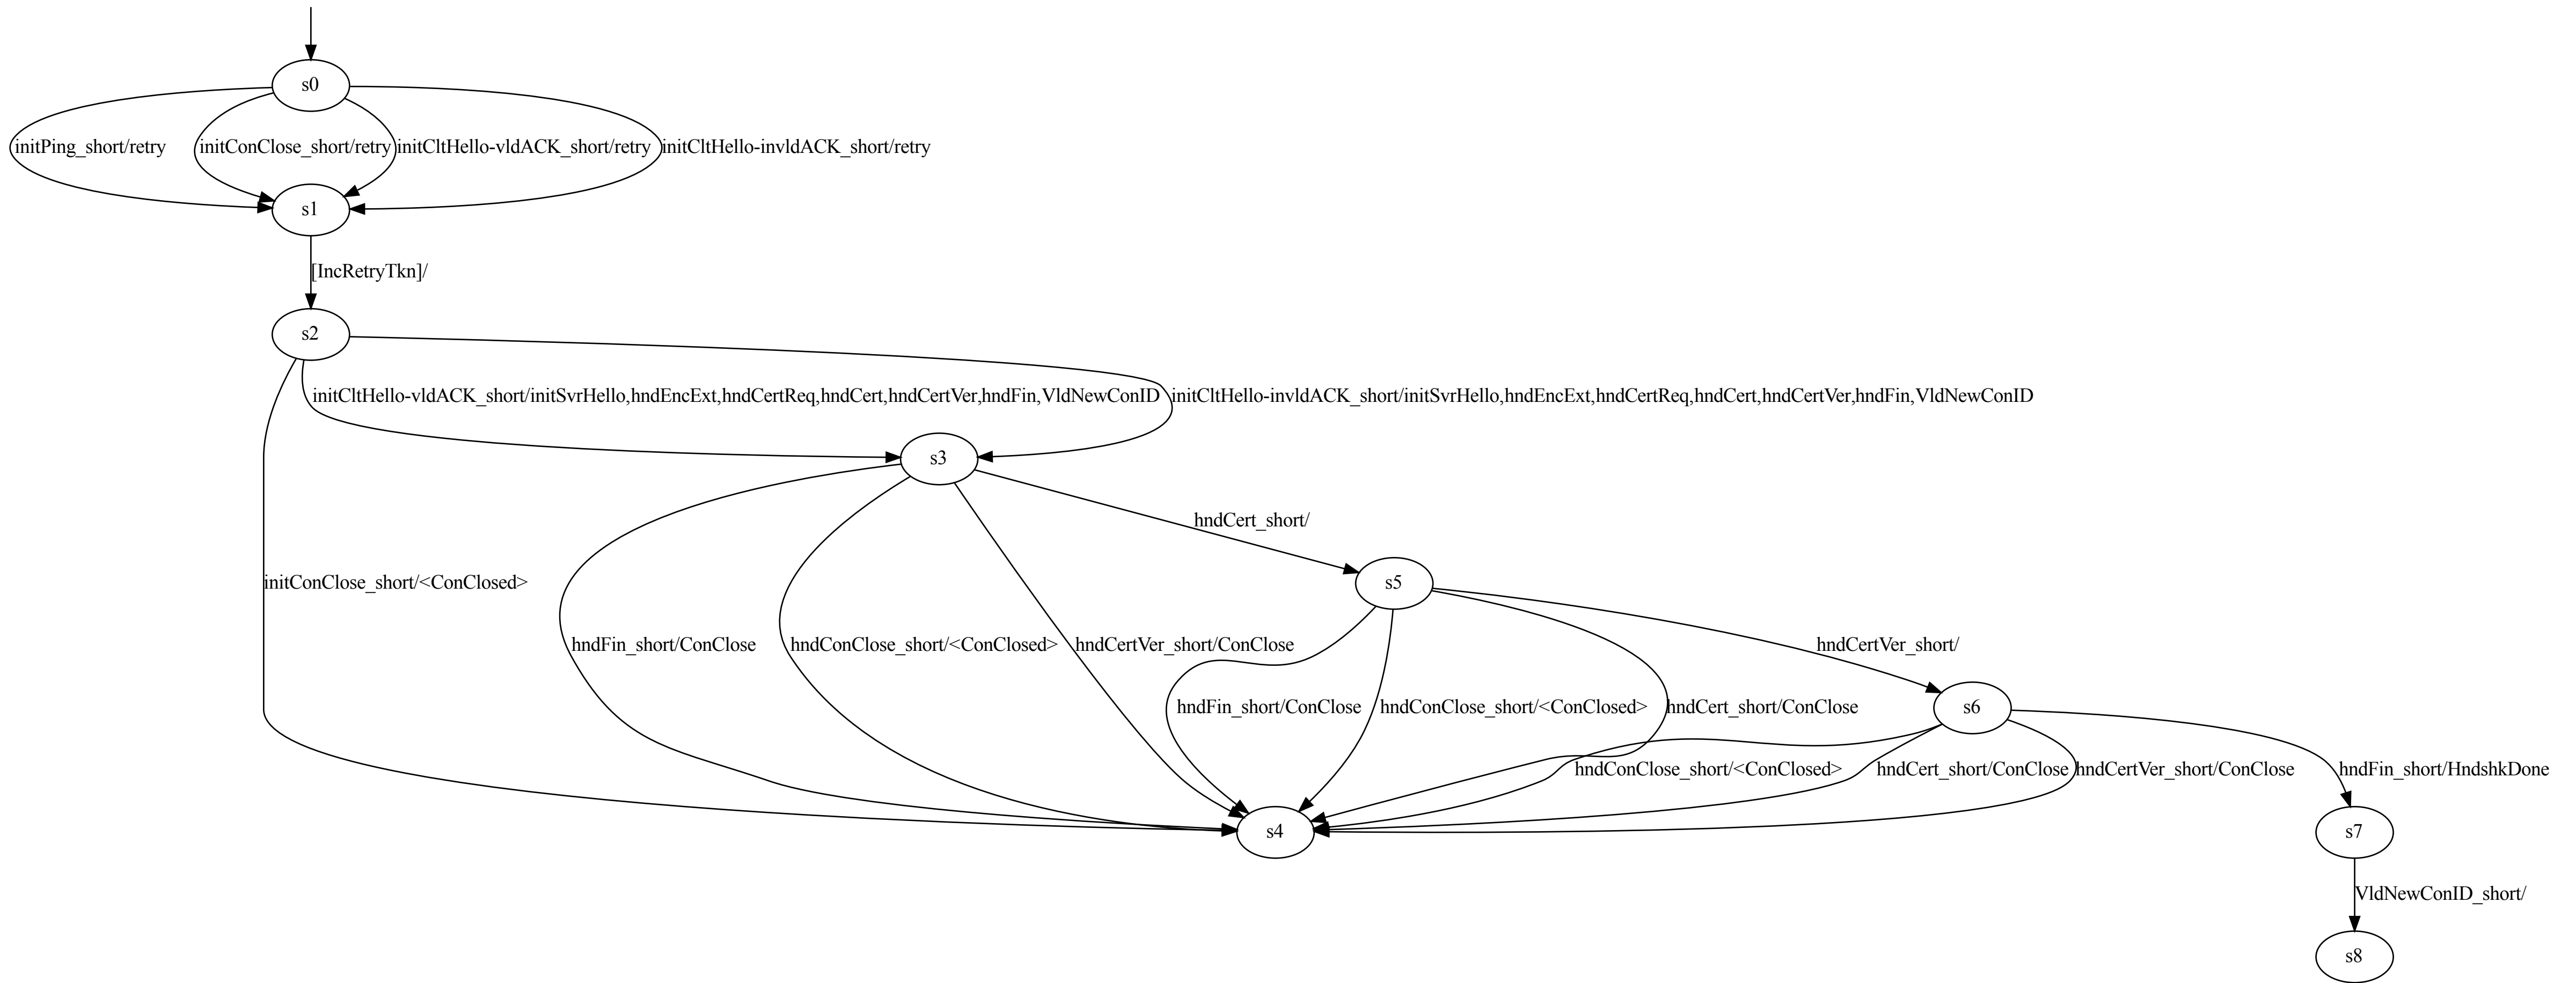 s0
initPing_short/retry
initConClose_short/retry
initCltHello-vldACK_short/retry
initCltHello-invldACK_short/retry
s1
[IncRetryTkn]/
s2
initCltHello-vldACK_short/initSvrHello,hndEncExt,hndCertReq,hndCert,hndCertVer,hndFin,VldNewConID
initCltHello-invldACK_short/initSvrHello,hndEncExt,hndCertReq,hndCert,hndCertVer,hndFin,VldNewConID
s3
hndCert_short/
initConClose_short/<ConClosed>
s5
hndFin_short/ConClose
hndConClose_short/<ConClosed>
hndCertVer_short/ConClose
hndCertVer_short/
hndFin_short/ConClose
hndConClose_short/<ConClosed>
hndCert_short/ConClose
s6
hndConClose_short/<ConClosed>
hndCert_short/ConClose
hndCertVer_short/ConClose
hndFin_short/HndshkDone
s4
s7
VldNewConID_short/
s8